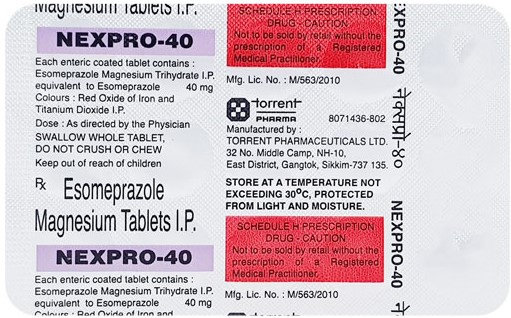 Magnesium Tablets I.P.
NEXPRO-40
Each enteric coated tablet contains :
Esomeprazole Magnesium Trihydrate I.P.
equivalent to Esomeprazole 40 mg
Colours : Red Oxide of Iron and
Titanium Dioxide I.P.
Dose : As directed by the Physician
SWALLOW WHOLE TABLET,
DO NOT CRUSH OR CHEW
Keep out of reach of children
Rx Esomeprazole
Magnesium Tablets I.P.
NEXPRO-40
Each enteric coated tablet contains :
Esomeprazole Magnesium Trihydrate I.P.
equivalent to Esomeprazole 40 mg
Colours : Red Oxide of Iron and
SCHEDULE H PRESCRIPTION
DRUG - CAUTION
Not to be sold by retail without the
prescription of a Registered
Medical Practitioner.
Mfg. Lic. No. : M/563/2010
torrent
PHARMA
8071436-802
Manufactured by :
TORRENT PHARMACEUTICALS LTD.
32 No. Middle Camp, NH-10,
East District, Gangtok, Sikkim-737 135.
STORE AT A TEMPERATURE NOT
EXCEEDING 30°C, PROTECTED
FROM LIGHT AND MOISTURE.
SCHEDULE H PRESCRIPTION
DRUG - CAUTION
Not to be sold by retail without the
prescription of a Registered
Medical Practitioner.
Mfg. Lic. No. : M/563/2010
torrent
NEXPRO-40
नेक्सप्रो-४०
NEXPRO-40